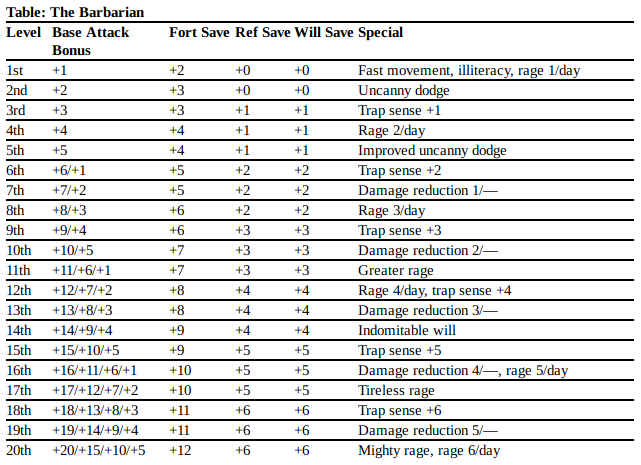 Table: The Barbarian
Level Base Attack Bonus Fort Save Ref Save Will Save Special
1st +1 +2 +0 +0 Fast movement, illiteracy, rage 1/day
2nd +2 +3 +0 +0 Uncanny dodge
3rd +3 +3 +1 +1 Trap sense +1
4th +4 +4 +1 +1 Rage 2/day
5th +5 +4 +1 +1 Improved uncanny dodge
6th +6/+1 +5 +2 +2 Trap sense +2
7th +7/+2 +5 +2 +2 Damage reduction 1/—
8th +8/+3 +6 +2 +2 Rage 3/day
9th +9/+4 +6 +3 +3 Trap sense +3
10th +10/+5 +7 +3 +3 Damage reduction 2/—
11th +11/+6/+1 +7 +3 +3 Greater rage
12th +12/+7/+2 +8 +4 +4 Rage 4/day, trap sense +4
13th +13/+8/+3 +8 +4 +4 Damage reduction 3/—
14th +14/+9/+4 +9 +4 +4 Indomitable will
15th +15/+10/+5 +9 +5 +5 Trap sense +5
16th +16/+11/+6/+1 +10 +5 +5 Damage reduction 4/—, rage 5/day
17th +17/+12/+7/+2 +10 +5 +5 Tireless rage
18th +18/+13/+8/+3 +11 +6 +6 Trap sense +6
19th +19/+14/+9/+4 +11 +6 +6 Damage reduction 5/—
20th +20/+15/+10/+5 +12 +6 +6 Mighty rage, rage 6/day